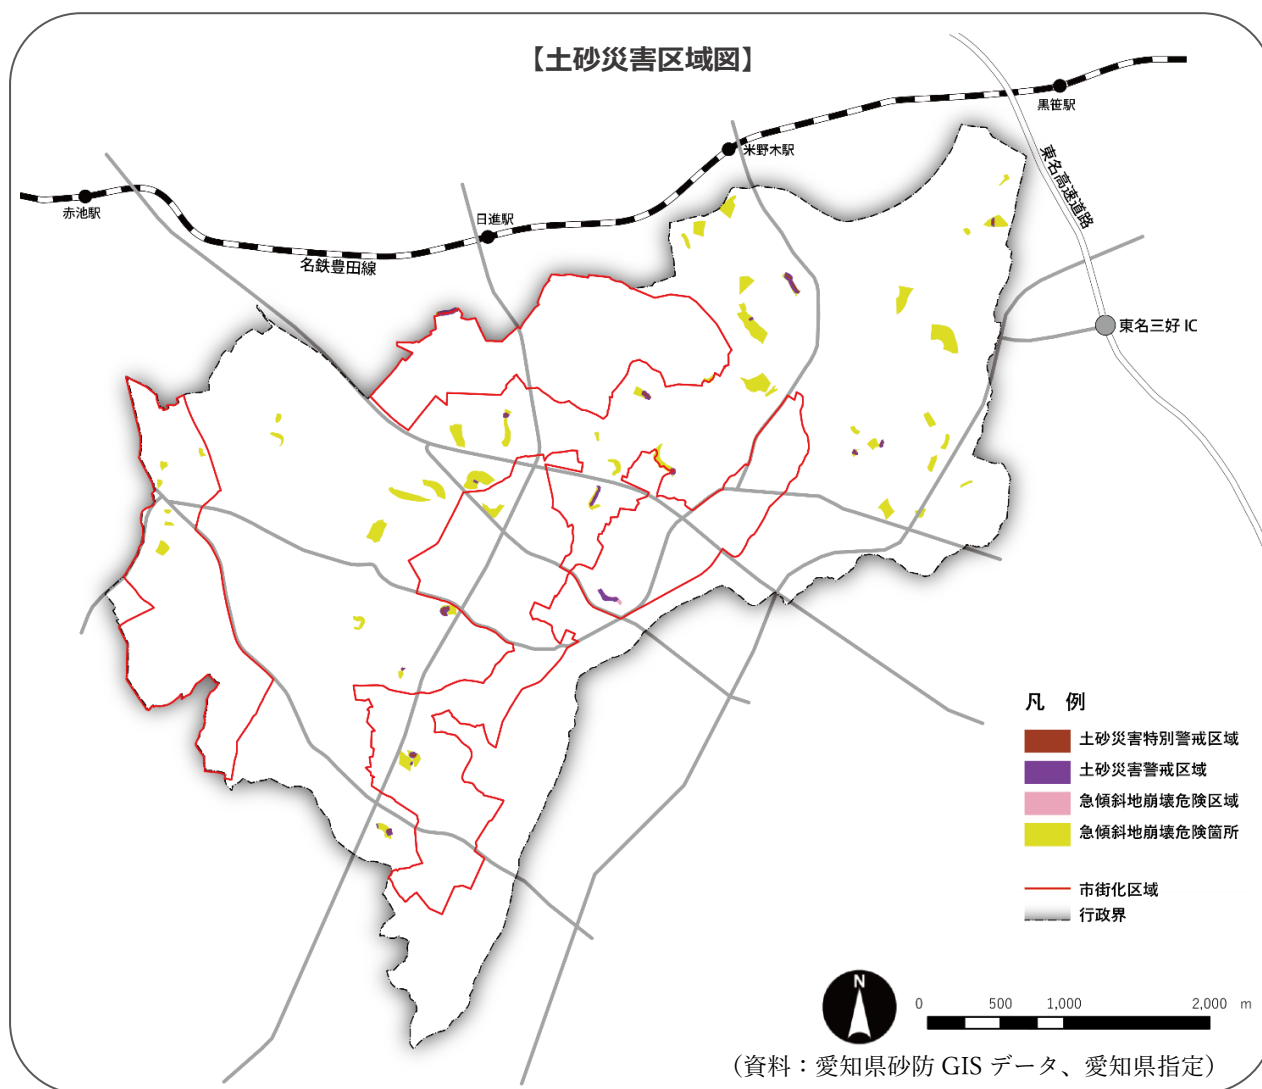 【土砂災害区域図】
黒笹駅
米野木駅
東名高速道路
赤池駅
日進駅
名鉄豊田線
東名三好 IC
凡 例
土砂災害特別警戒区域
土砂災害警戒区域
急傾斜地崩壊危険区域
急傾斜地崩壊危険箇所
市街化区域
行政界
N
0 500 1,000 2,000 m
(資料：愛知県砂防 GIS データ、愛知県指定)